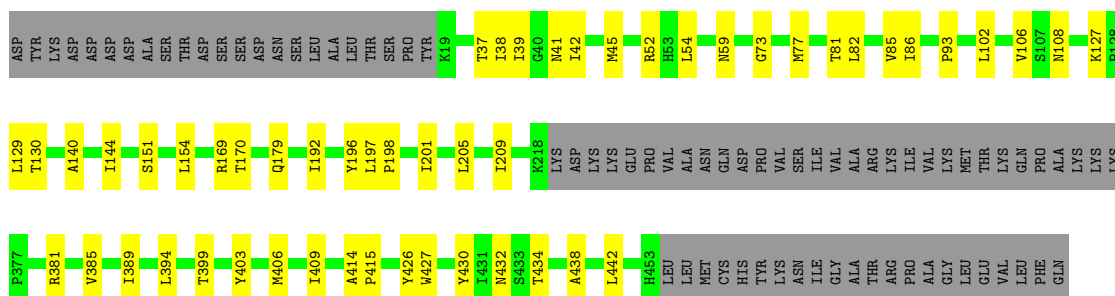 ASP TYR LYS ASP ASP ASP ASP ALA SER THR ASP SER SER ASP ASN SER LEU ALA LEU THR SER PRO TYR K19 T37 I38 I39 G40 N41 I42 M45 R52 H53 L54 N59 G73 M77 T81 L82 V85 I86 P93 L102 V106 S107 N108 K127 P128
L129 T130 A140 I144 S151 L154 R169 T170 Q179 I192 Y196 L197 P198 I201 L205 I209 K218 LYS ASP LYS LYS GLU PRO VAL ALA ASN GLN ASP PRO VAL SER ILE VAL ALA ARG LYS ILE VAL LYS MET THR LYS GLN PRO ALA LYS LYS LYS
P377 R381 V385 I389 L394 T399 Y403 M406 I409 A414 P415 Y426 W427 Y430 I431 N432 S433 T434 A438 L442 H453 LEU LEU MET CYS HIS TYR LYS ASN ILE GLY ALA THR ARG PRO ALA GLY LEU GLU VAL LEU PHE GLN